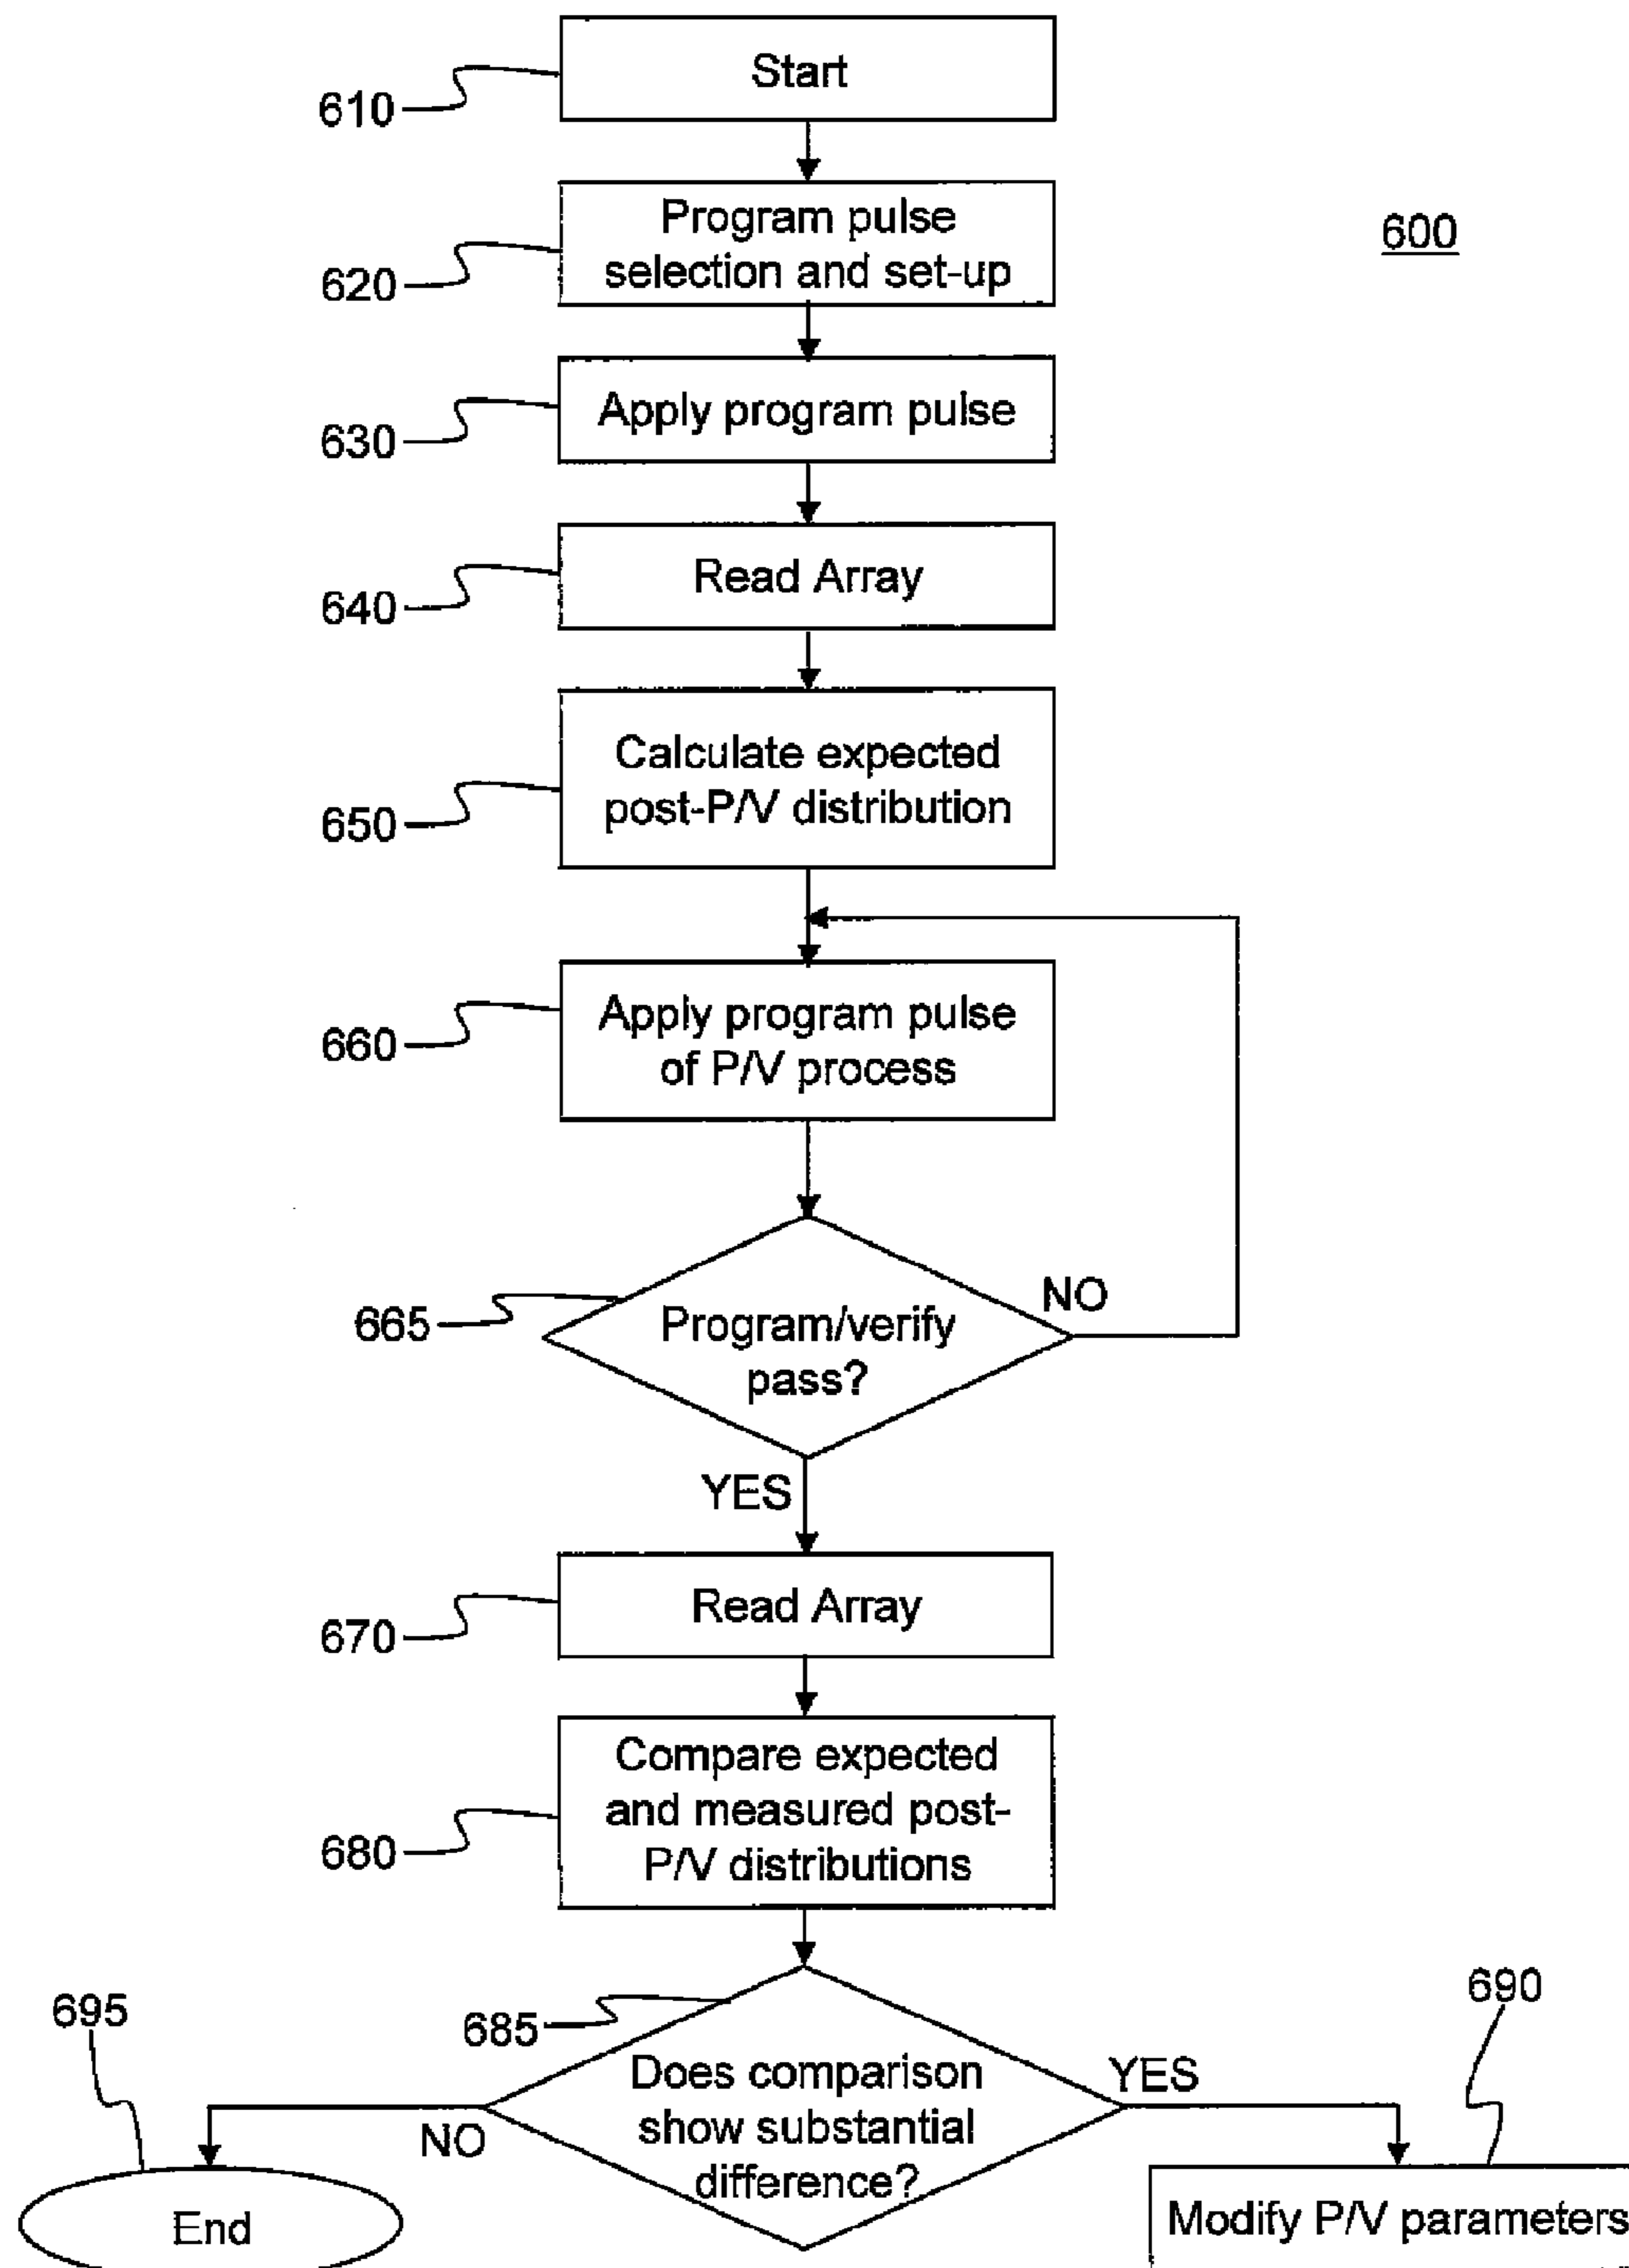 Start
610
Program pulse
selection and set-up
620
600
Apply program pulse
630
Read Array
640
Calculate expected
post-P/V distribution
650
Apply program pulse
of P/V process
660
NO
Program/verify
pass?
665
YES
Read Array
670
Compare expected
and measured post-
P/V distributions
680
685
690
695
Does comparison
show substantial
difference?
YES
NO
End
Modify P/V parameters